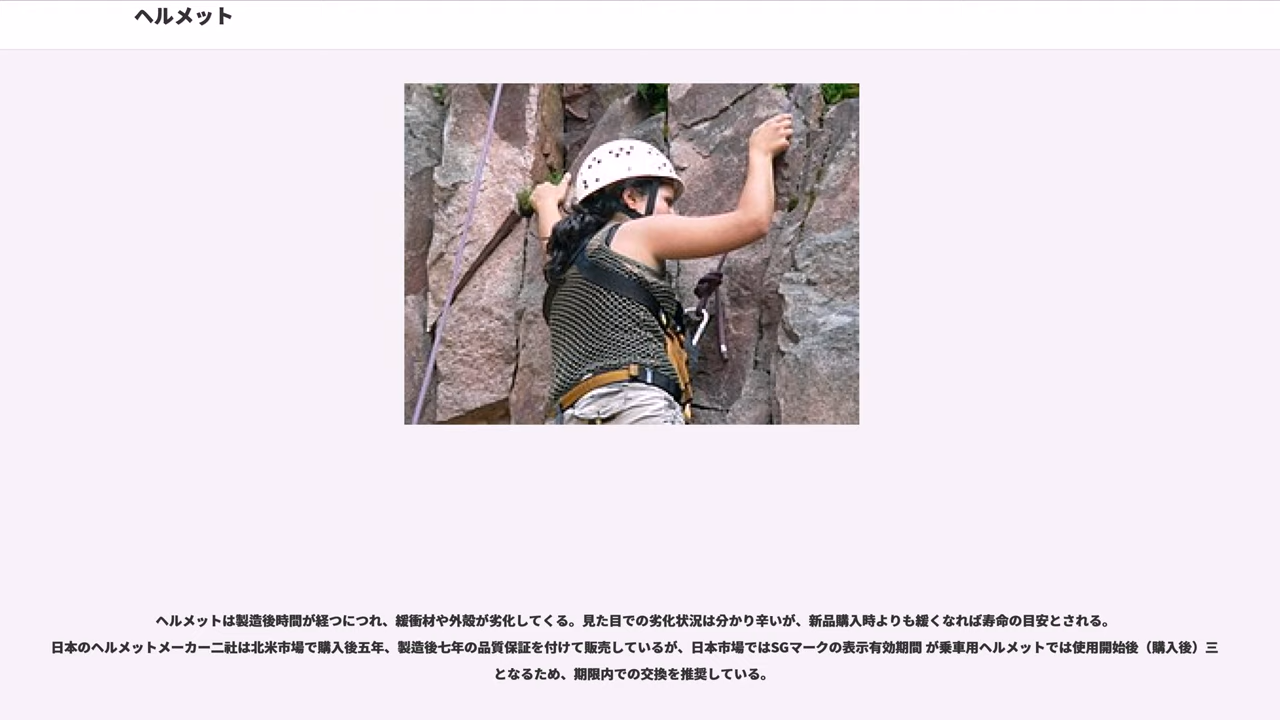 ヘルメット
ヘルメットは製造後時間が経つにつれ、緩衝材や外殻が劣化してくる。見た目での劣化状況は分かり辛いが、新品購入時よりも緩くなれば寿命の目安とされる。
日本のヘルメットメーカー二社は北米市場で購入後五年、製造後七年の品質保証を付けて販売しているが、日本市場ではSGマークの表示有効期間 が乗車用ヘルメットでは使用開始後（購入後）三
となるため、期限内での交換を推奨している。